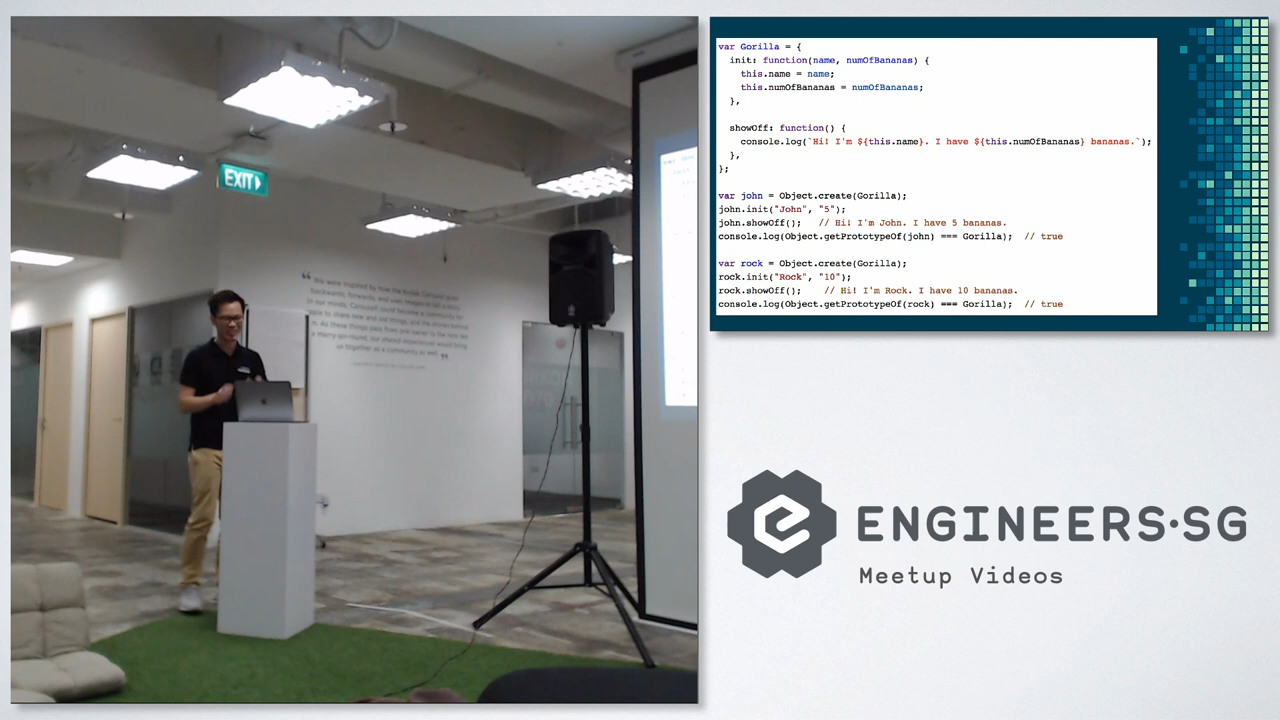 EXIT
var Gorilla = {
init: function(name, numOfBananas) {
this.name = name;
this.numOfBananas = numOfBananas;
},
showOff: function() {
console.log(`Hi! I'm ${this.name}. I have ${this.numOfBananas} bananas.`);
},
};
var john = Object.create(Gorilla);
john.init("John", "5");
john.showOff();   // Hi! I'm John. I have 5 bananas.
console.log(Object.getPrototypeOf(john) === Gorilla);  // true
var rock = Object.create(Gorilla);
rock.init("Rock", "10");
rock.showOff();    // Hi! I'm Rock. I have 10 bananas.
console.log(Object.getPrototypeOf(rock) === Gorilla);  // true
ENGINEERS·SG
Meetup Videos